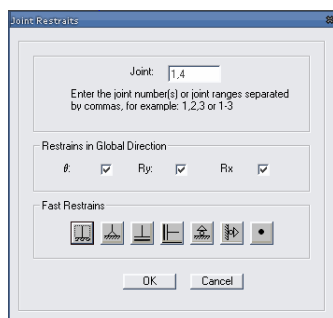 Joint Restraits
Joint: 1,4
Enter the joint number(s) or joint ranges separated
by commas, for example: 1,2,3 or 1-3
Restrains in Global Direction
θ: Ry: Rx
Fast Restrains
OK Cancel